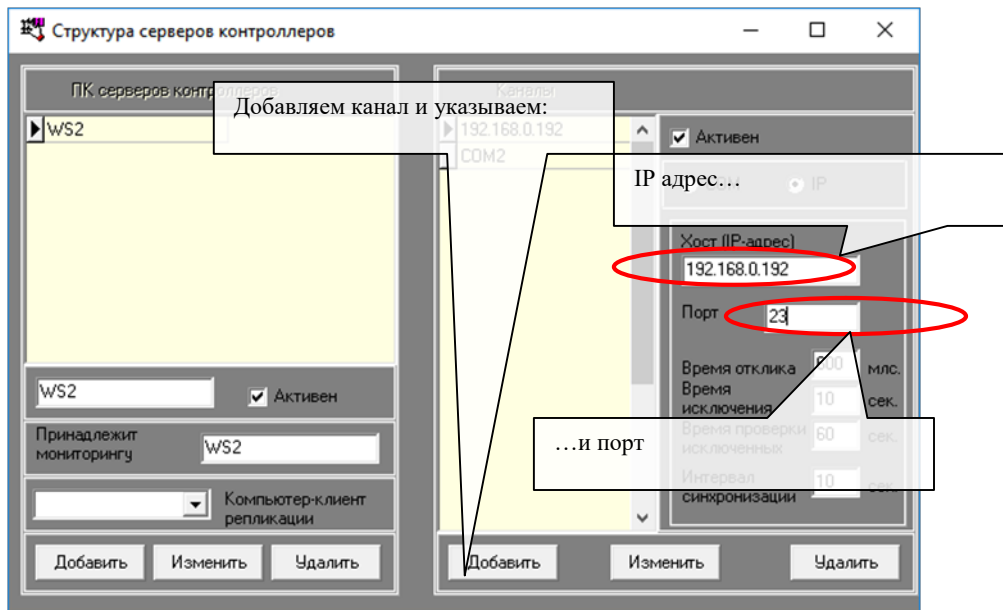 Структура серверов контроллеров
ПК серверов контроллеров
Каналы
Добавляем канал и указываем:
WS2
192.168.0.192
COM2
Активен
IP адрес…
COM
IP
Хост (IP-адрес)
192.168.0.192
Порт
23
Время отклика
600
млс.
Время
исключения
10
сек.
Время проверки
исключенных
60
сек.
…и порт
Интервал
синхронизации
10
сек.
WS2
Активен
Принадлежит
мониторингу
WS2
Компьютер-клиент
репликации
Добавить
Изменить
Удалить
Добавить
Изменить
Удалить